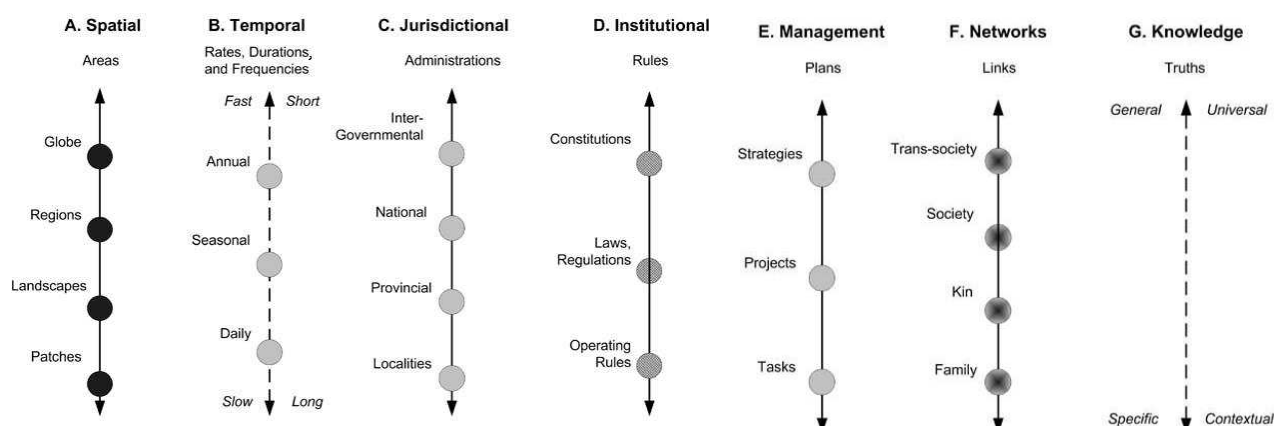 A. Spatial
Areas
Globe
Regions
Landscapes
Patches
B. Temporal
Rates, Durations,
and Frequencies
Fast Short
Annual
Seasonal
Daily
Slow Long
C. Jurisdictional
Administrations
Inter-
Governmental
National
Provincial
Localities
D. Institutional
Rules
Constitutions
Laws,
Regulations
Operating
Rules
E. Management
Plans
Strategies
Projects
Tasks
F. Networks
Links
Trans-society
Society
Kin
Family
G. Knowledge
Truths
General Universal
Specific Contextual